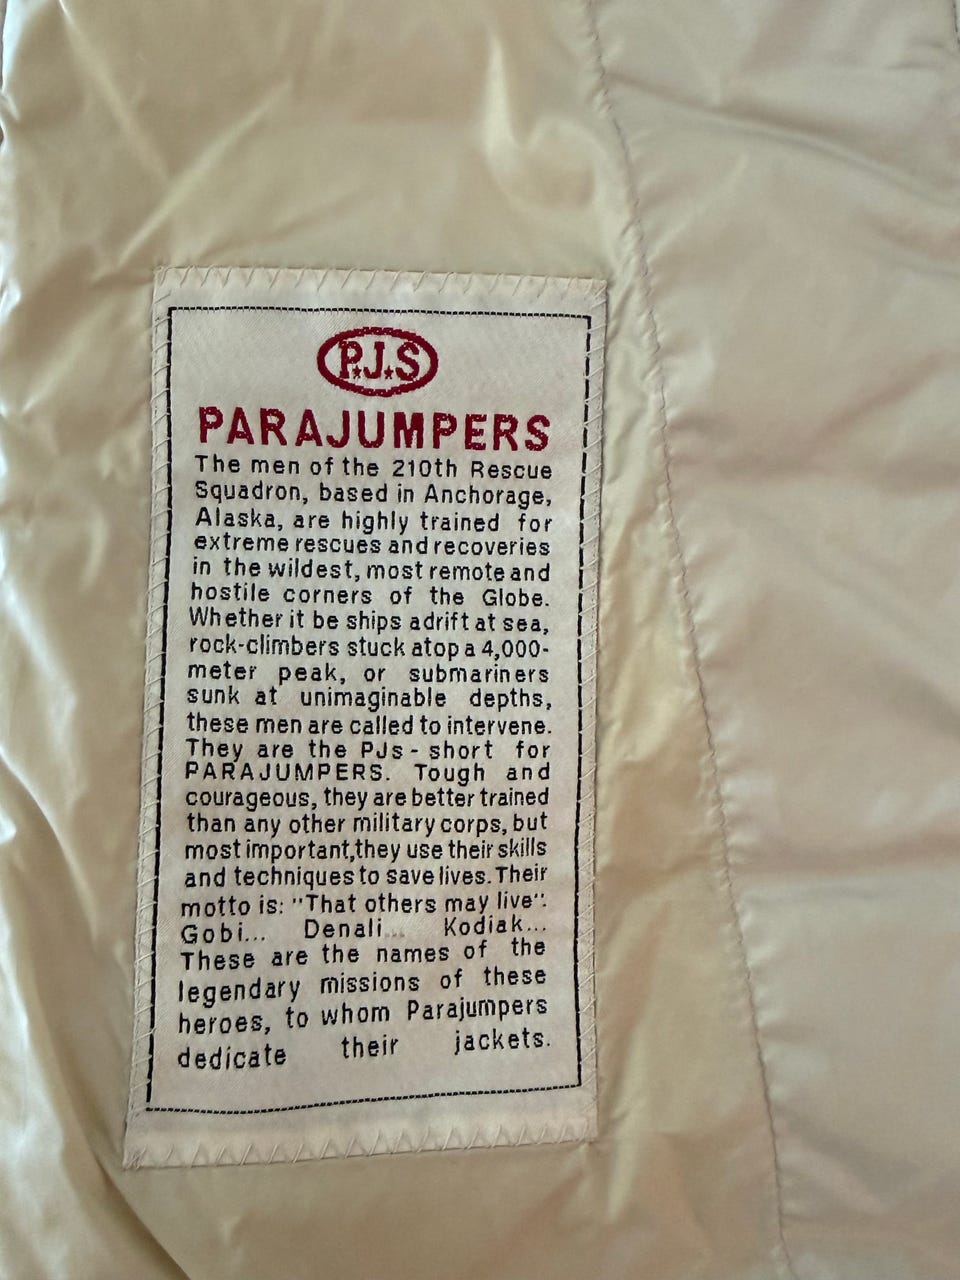 P.J.S
PARAJUMPERS
The men of the 210th Rescue
Squadron, based in Anchorage,
Alaska, are highly trained for
extreme rescues and recoveries
in the wildest, most remote and
hostile corners of the Globe.
Whether it be ships adrift at sea,
rock-climbers stuck atop a 4,000-
meter peak, or submariners
sunk at unimaginable depths,
these men are called to intervene.
They are the PJs - short for
PARAJUMPERS. Tough and
courageous, they are better trained
than any other military corps, but
most important,they use their skills
and techniques to save lives. Their
motto is: "That others may live".
Gobi... Denali... Kodiak...
These are the names of the
legendary missions of these
heroes, to whom Parajumpers
dedicate their jackets.